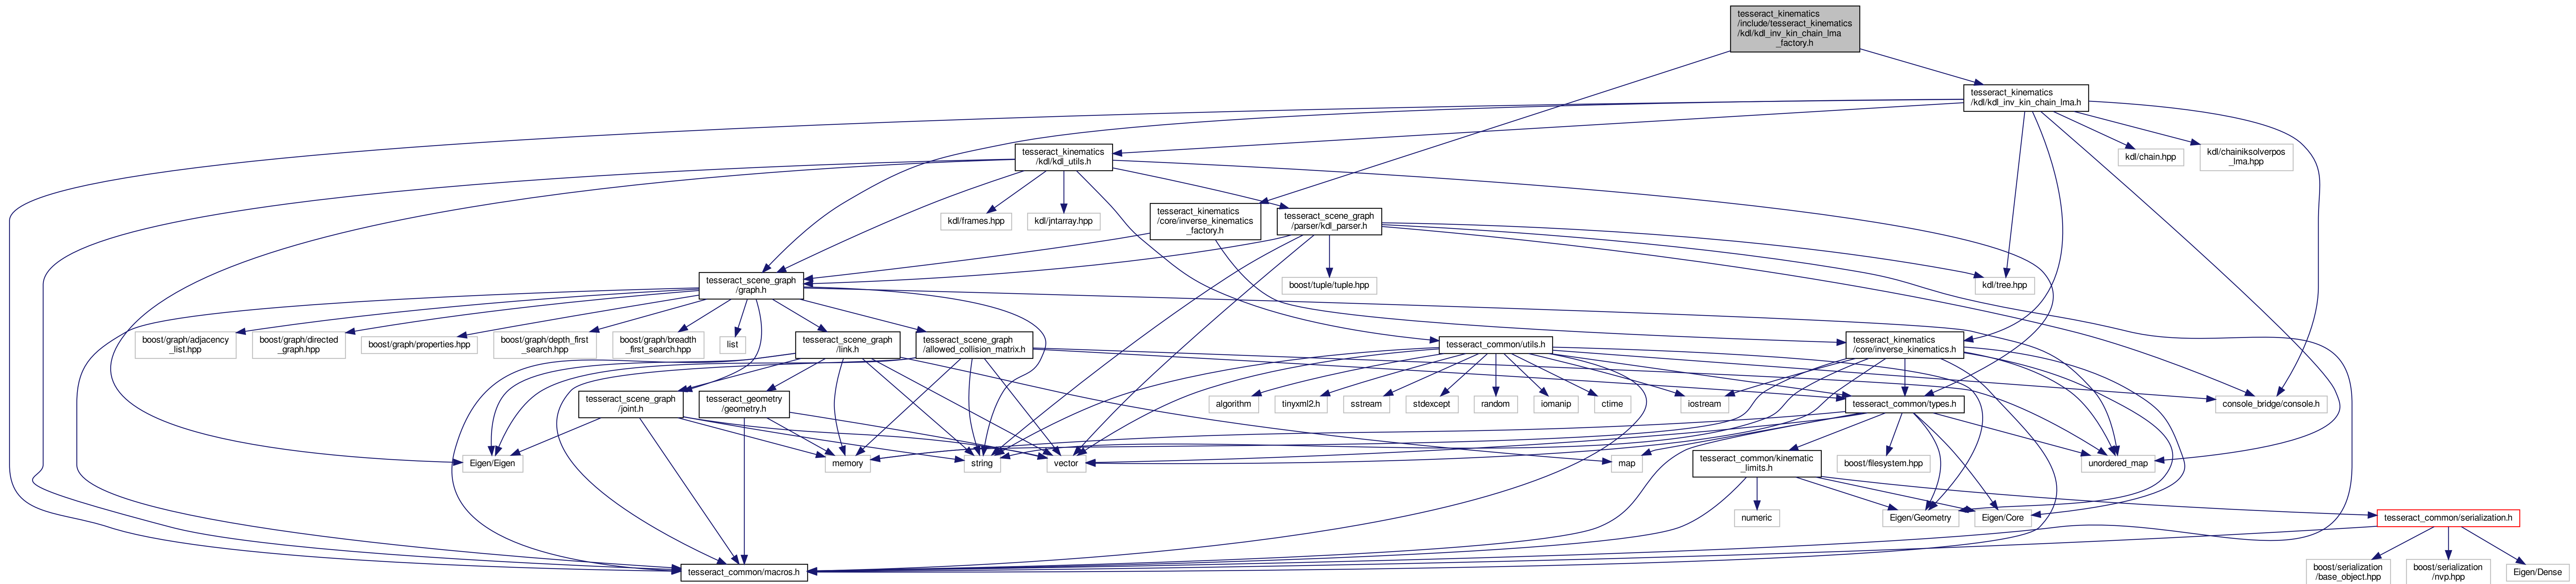 tesseract_kinematics
/include/tesseract_kinematics
/kdl/kdl_inv_kin_chain_lma
_factory.h
tesseract_kinematics
/kdl/kdl_inv_kin_chain_lma.h
tesseract_kinematics
/kdl/kdl_utils.h
kdl/chain.hpp
kdl/chainiksolverpos
_lma.hpp
kdl/frames.hpp
kdl/jntarray.hpp
tesseract_kinematics
/core/inverse_kinematics
_factory.h
tesseract_scene_graph
/parser/kdl_parser.h
tesseract_scene_graph
/graph.h
boost/tuple/tuple.hpp
kdl/tree.hpp
boost/graph/adjacency
_list.hpp
boost/graph/directed
_graph.hpp
boost/graph/properties.hpp
boost/graph/depth_first
_search.hpp
boost/graph/breadth
_first_search.hpp
list
tesseract_scene_graph
/link.h
tesseract_scene_graph
/allowed_collision_matrix.h
tesseract_common/utils.h
tesseract_kinematics
/core/inverse_kinematics.h
tesseract_scene_graph
/joint.h
tesseract_geometry
/geometry.h
algorithm
tinyxml2.h
sstream
stdexcept
random
iomanip
ctime
iostream
tesseract_common/types.h
console_bridge/console.h
Eigen/Eigen
memory
string
vector
map
tesseract_common/kinematic
_limits.h
boost/filesystem.hpp
unordered_map
numeric
Eigen/Geometry
Eigen/Core
tesseract_common/serialization.h
tesseract_common/macros.h
boost/serialization
/base_object.hpp
boost/serialization
/nvp.hpp
Eigen/Dense